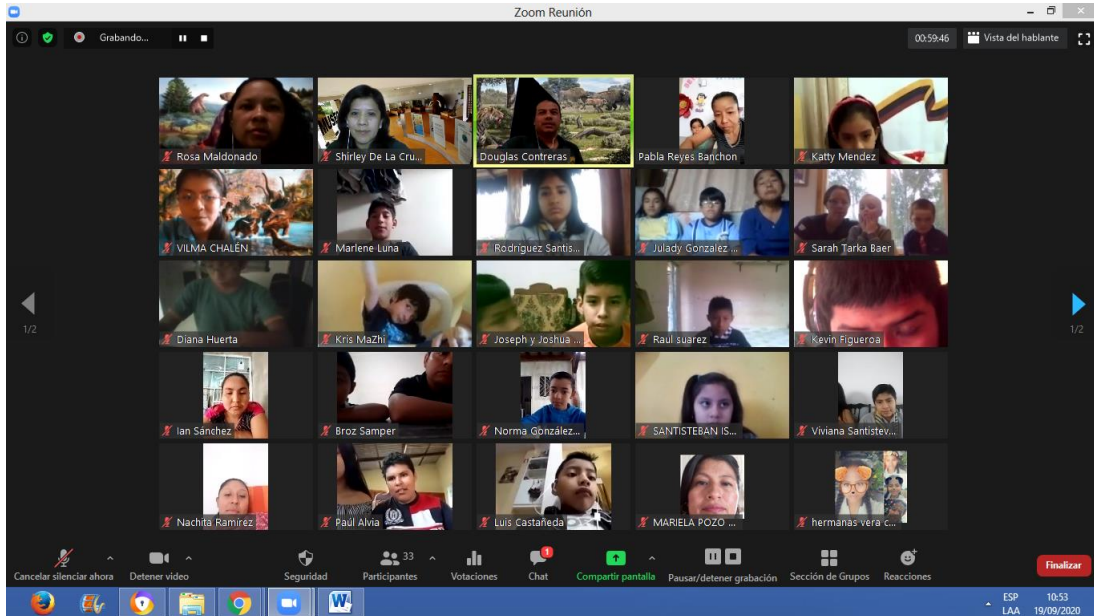 Zoom Reunión
Grabando...
00:59:46
Vista del hablante
Rosa Maldonado
Shirley De La Cru...
Douglas Contreras
Pabla Reyes Banchon
Katty Mendez
VILMA CHALÉN
Marlene Luna
Rodríguez Santis...
Julady Gonzalez ...
Sarah Tarka Baer
1/2
1/2
Diana Huerta
Kris MaZhi
Joseph y Joshua ...
Raul suarez
Kevin Figueroa
Ian Sánchez
Broz Samper
Norma González...
SANTISTEBAN IS...
Viviana Santistev...
Nachita Ramírez
Paúl Alvia
Luis Castañeda
MARIELA POZO ...
hermanas vera c...
33
1
Cancelar silenciar ahora
Detener video
Seguridad
Participantes
Votaciones
Chat
Compartir pantalla
Pausar/detener grabación
Sección de Grupos
Reacciones
Finalizar
W
ESP
10:53
LAA
19/09/2020